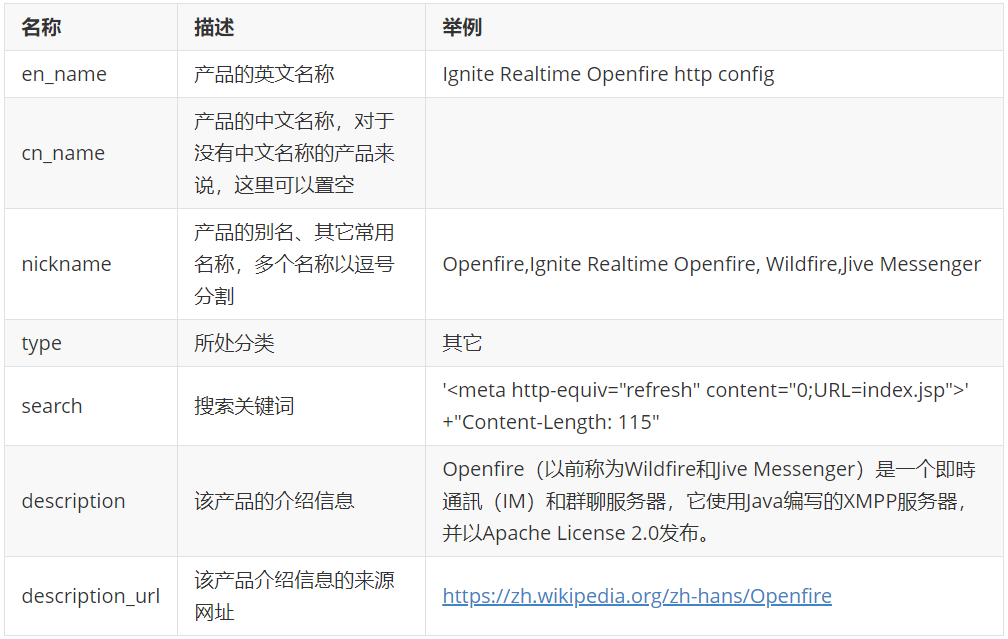 名称 描述 举例
en_name 产品的英文名称 Ignite Realtime Openfire http config
cn_name 产品的中文名称，对于
没有中文名称的产品来
说，这里可以置空
nickname 产品的别名、其它常用
名称，多个名称以逗号
分割
Openfire,Ignite Realtime Openfire, Wildfire,Jive Messenger
type 所处分类 其它
search 搜索关键词 '<meta http-equiv="refresh" content="0;URL=index.jsp">'
+"Content-Length: 115"
description 该产品的介绍信息 Openfire（以前称为Wildfire和Jive Messenger）是一个即時
通訊（IM）和群聊服务器，它使用Java编写的XMPP服务器，
并以Apache License 2.0发布。
description_url 该产品介绍信息的来源
网址
https://zh.wikipedia.org/zh-hans/Openfire